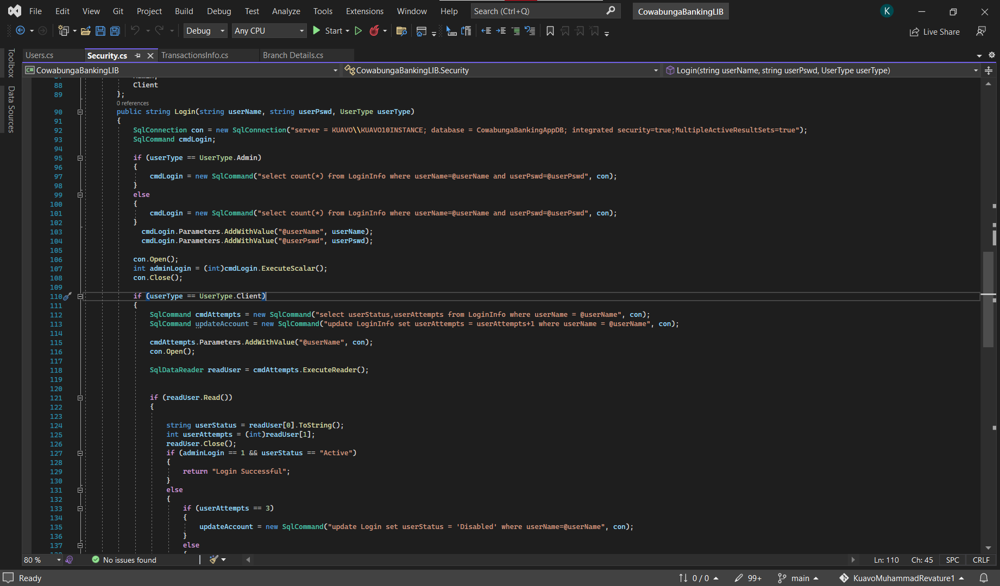 File Edit View Git Project Build Debug Test Analyze Tools Extensions Window Help Search (Ctrl+Q) CowabungaBankingLIB K
Debug Any CPU Start Live Share
Toolbox
Data Sources
Users.cs Security.cs TransactionsInfo.cs Branch Details.cs
C# CowabungaBankingLIB CowabungaBankingLIB.Security Login(string userName, string userPswd, UserType userType)
88 Client
89 };
0 references
90 public string Login(string userName, string userPswd, UserType userType)
91 {
92 SqlConnection con = new SqlConnection("server = KUAVO\\KUAVO10INSTANCE; database = CowabungaBankingAppDB; integrated security=true;MultipleActiveResultSets=true");
93 SqlCommand cmdLogin;
94
95 if (userType == UserType.Admin)
96 {
97 cmdLogin = new SqlCommand("select count(*) from LoginInfo where userName=@userName and userPswd=@userPswd", con);
98 }
99 else
100 {
101 cmdLogin = new SqlCommand("select count(*) from LoginInfo where userName=@userName and userPswd=@userPswd", con);
102 }
103 cmdLogin.Parameters.AddWithValue("@userName", userName);
104 cmdLogin.Parameters.AddWithValue("@userPswd", userPswd);
105
106 con.Open();
107 int adminLogin = (int)cmdLogin.ExecuteScalar();
108 con.Close();
109
110 if (userType == UserType.Client)
111 {
112 SqlCommand cmdAttempts = new SqlCommand("select userStatus,userAttempts from LoginInfo where userName = @userName", con);
113 SqlCommand updateAccount = new SqlCommand("update LoginInfo set userAttempts = userAttempts+1 where userName = @userName", con);
114
115 cmdAttempts.Parameters.AddWithValue("@userName", con);
116 con.Open();
117
118 SqlDataReader readUser = cmdAttempts.ExecuteReader();
119
120
121 if (readUser.Read())
122 {
123
124 string userStatus = readUser[0].ToString();
125 int userAttempts = (int)readUser[1];
126 readUser.Close();
127 if (adminLogin == 1 && userStatus == "Active")
128 {
129 return "Login Successful";
130 }
131 else
132 {
133 if (userAttempts == 3)
134 {
135 updateAccount = new SqlCommand("update Login set userStatus = 'Disabled' where userName=@userName", con);
136 }
137 else
80 % No issues found Ln: 110 Ch: 45 SPC CRLF
Ready 0 / 0 99+ main KuavoMuhammadRevature1